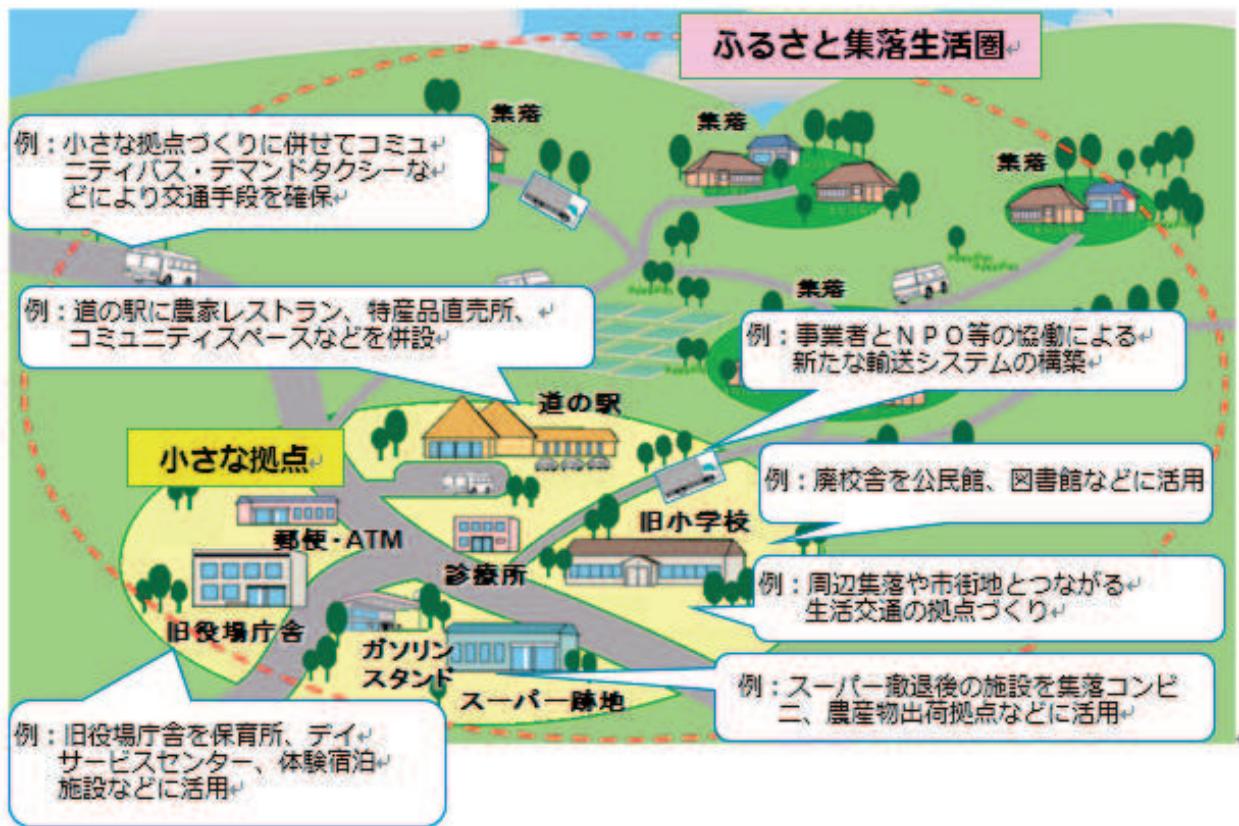 ふるさと集落生活圏
集落
集落
集落
例：小さな拠点づくりに併せてコミュ
ニティバス・デマンドタクシーな
どにより交通手段を確保
集落
例：道の駅に農家レストラン、特産品直売所、
コミュニティスペースなどを併設
例：事業者とＮＰＯ等の協働による
新たな輸送システムの構築
道の駅
小さな拠点
例：廃校舎を公民館、図書館などに活用
旧小学校
郵便・ATM
診療所
例：周辺集落や市街地とつながる
生活交通の拠点づくり
旧役場庁舎
ガソリン
スタンド
スーパー跡地
例：スーパー撤退後の施設を集落コンビ
ニ、農産物出荷拠点などに活用
例：旧役場庁舎を保育所、デイ
サービスセンター、体験宿泊
施設などに活用